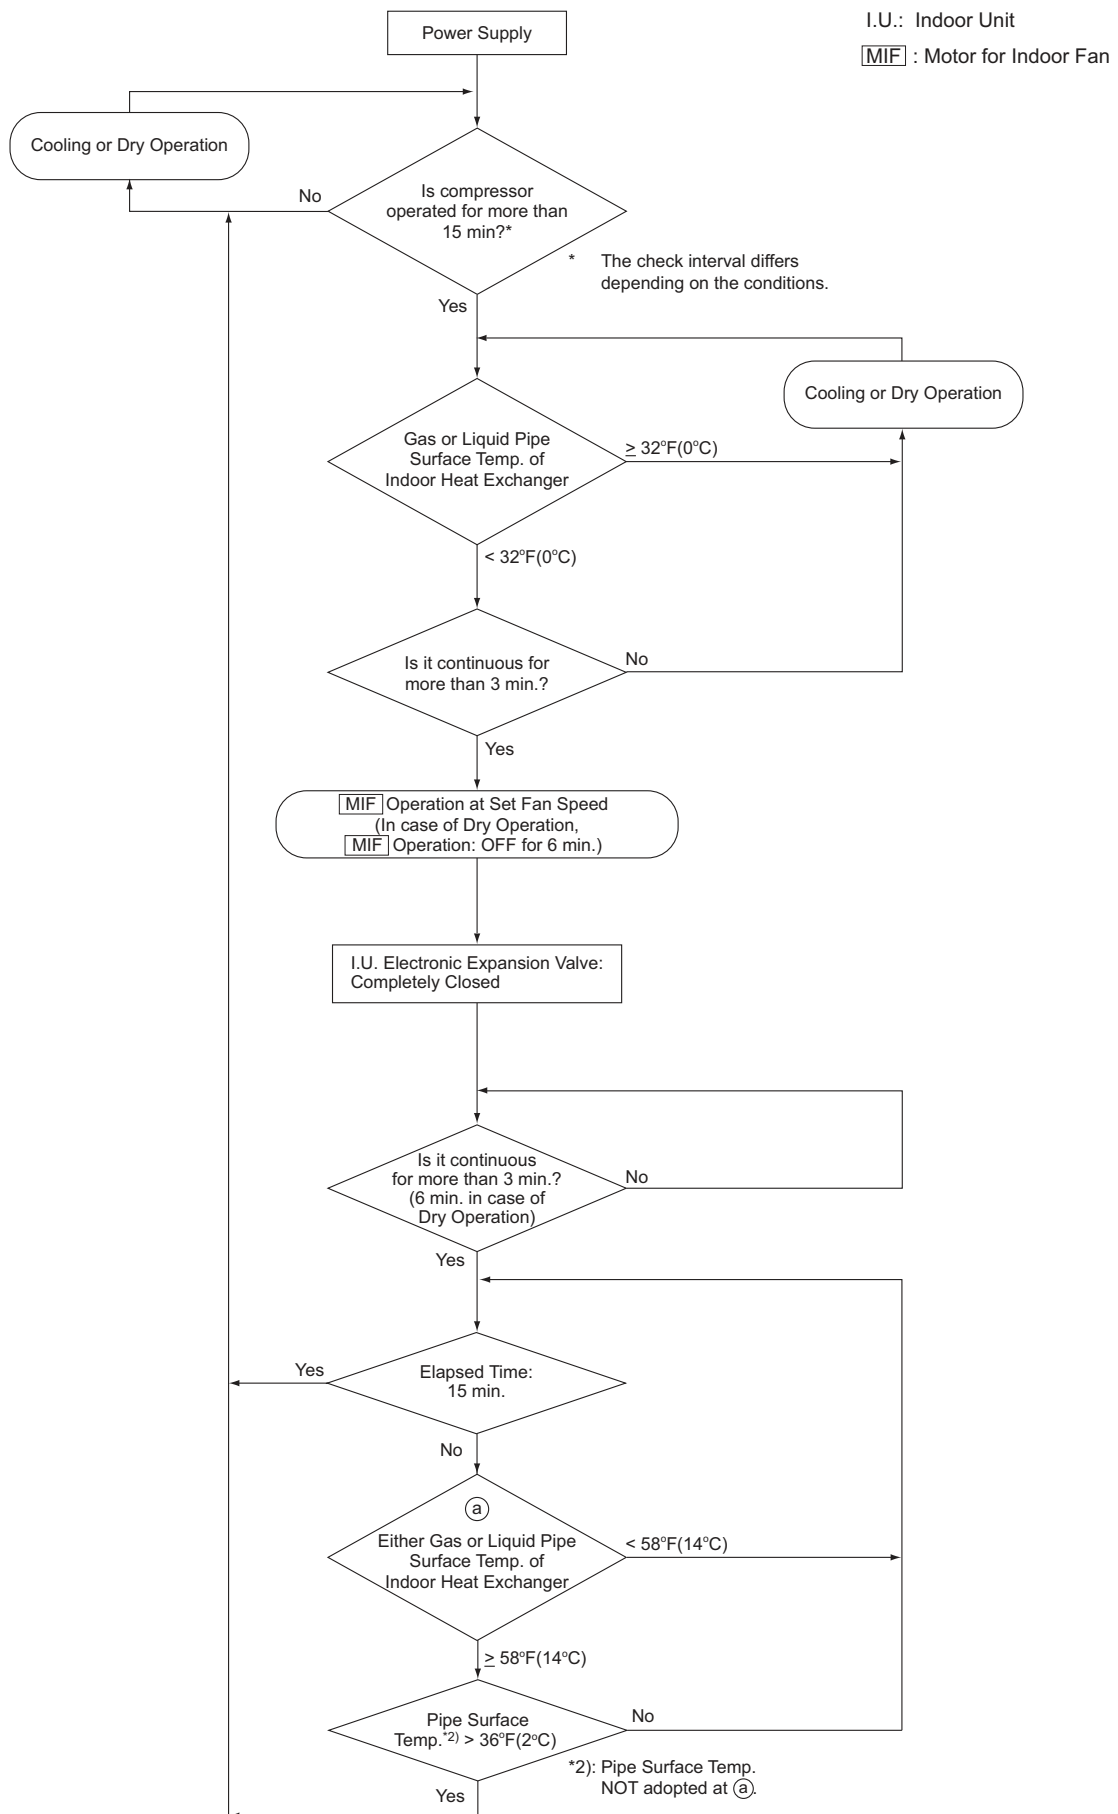 I.U.: Indoor Unit
MIF : Motor for Indoor Fan
Power Supply
Cooling or Dry Operation
No
Is compressor
operated for more than
15 min?*
* The check interval differs
depending on the conditions.
Yes
Cooling or Dry Operation
Gas or Liquid Pipe
Surface Temp. of
Indoor Heat Exchanger
≥ 32°F(0°C)
< 32°F(0°C)
Is it continuous for
more than 3 min.?
No
Yes
MIF Operation at Set Fan Speed
(In case of Dry Operation,
MIF Operation: OFF for 6 min.)
I.U. Electronic Expansion Valve:
Completely Closed
Is it continuous
for more than 3 min.?
(6 min. in case of
Dry Operation)
No
Yes
Yes
Elapsed Time:
15 min.
No
a
Either Gas or Liquid Pipe
Surface Temp. of
Indoor Heat Exchanger
< 58°F(14°C)
≥ 58°F(14°C)
Pipe Surface
Temp.*2) > 36°F(2°C)
No
*2): Pipe Surface Temp.
NOT adopted at a.
Yes